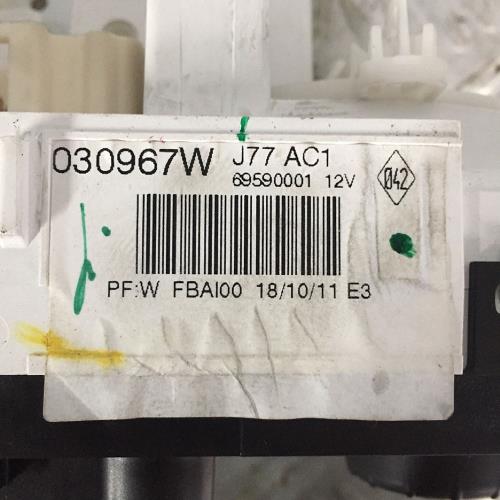 030967W J77 AC1
69590001 12V
042
PF:W FBAI00 18/10/11 E3